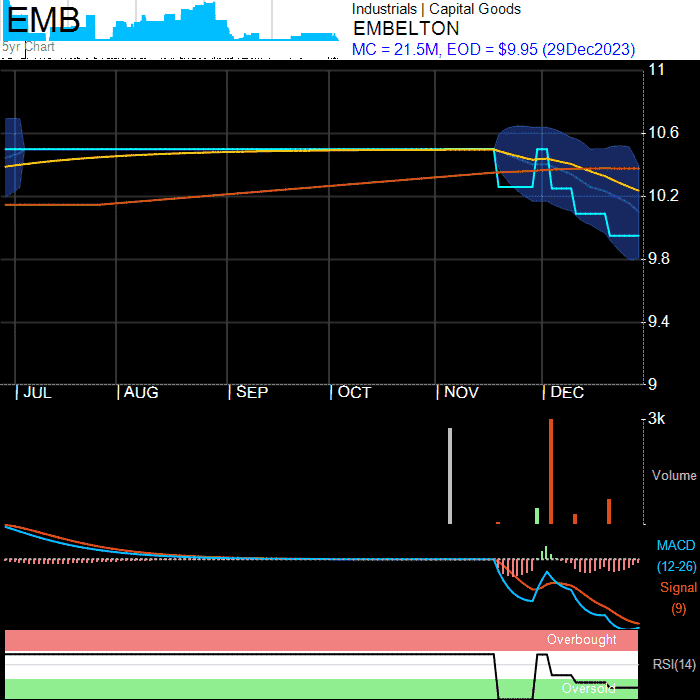 EMB
5yr Chart
Industrials | Capital Goods
EMBELTON
MC = 21.5M, EOD = $9.95 (29Dec2023)
11
10.6
10.2
9.8
9.4
9
JUL AUG SEP OCT NOV DEC
3k
Volume
MACD
(12-26)
Signal
(9)
Overbought
RSI(14)
Oversold